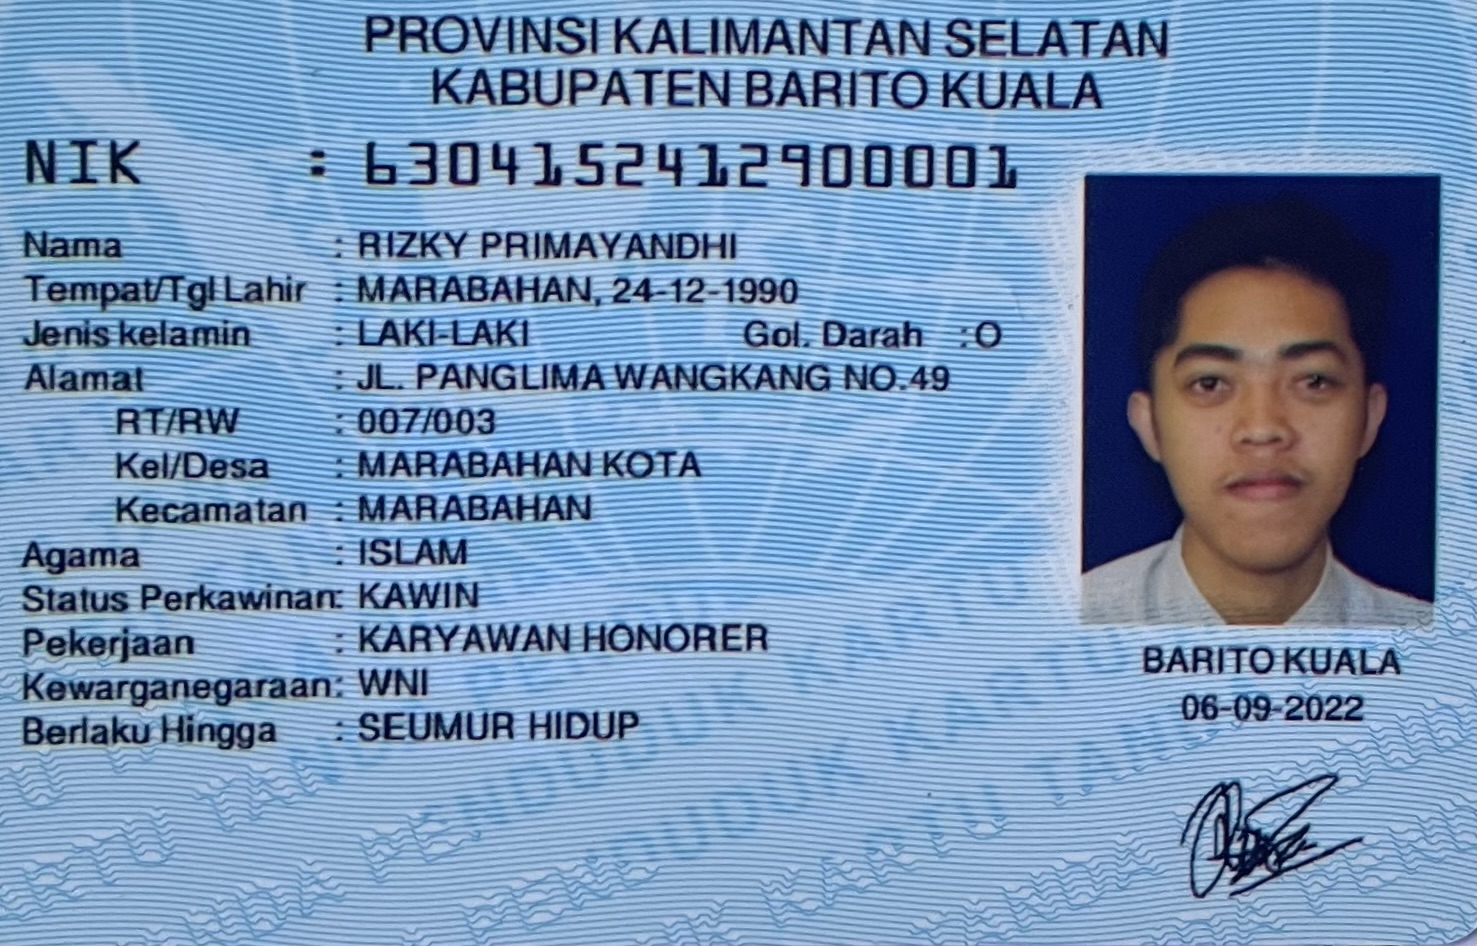 PROVINSI KALIMANTAN SELATAN
KABUPATEN BARITO KUALA
NIK : 6304152412900001
Nama : RIZKY PRIMAYANDHI
Tempat/Tgl Lahir : MARABAHAN, 24-12-1990
Jenis kelamin : LAKI-LAKI Gol. Darah : O
Alamat : JL. PANGLIMA WANGKANG NO.49
RT/RW : 007/003
Kel/Desa : MARABAHAN KOTA
Kecamatan : MARABAHAN
Agama : ISLAM
Status Perkawinan: KAWIN
Pekerjaan : KARYAWAN HONORER
Kewarganegaraan: WNI
Berlaku Hingga : SEUMUR HIDUP
BARITO KUALA
06-09-2022